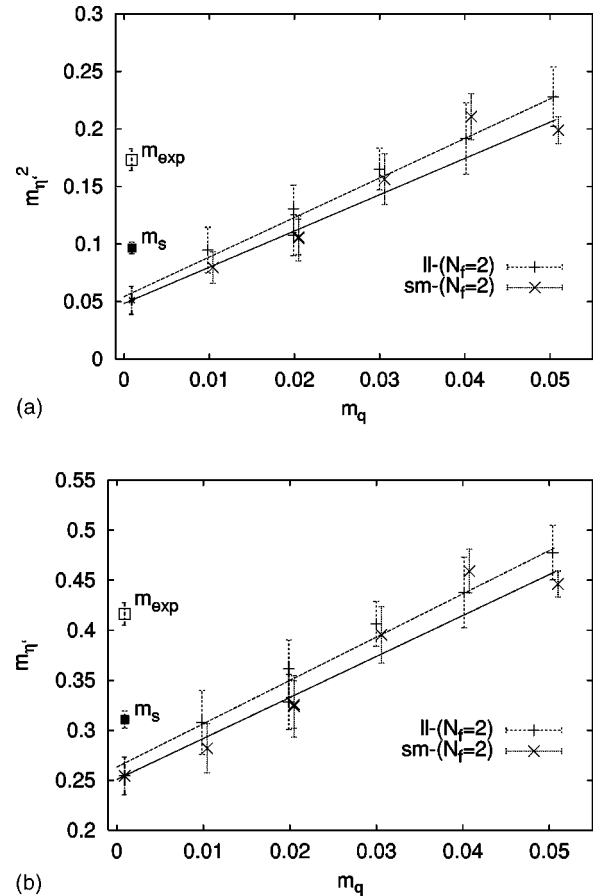 0.3
0.25
0.2
0.15
0.1
0.05
0
m_η'^2
m_exp
m_s
ll-(N_f=2)
sm-(N_f=2)
0 0.01 0.02 0.03 0.04 0.05
m_q
(a)
0.55
0.5
0.45
0.4
0.35
0.3
0.25
0.2
m_η'
m_exp
m_s
ll-(N_f=2)
sm-(N_f=2)
0 0.01 0.02 0.03 0.04 0.05
m_q
(b)